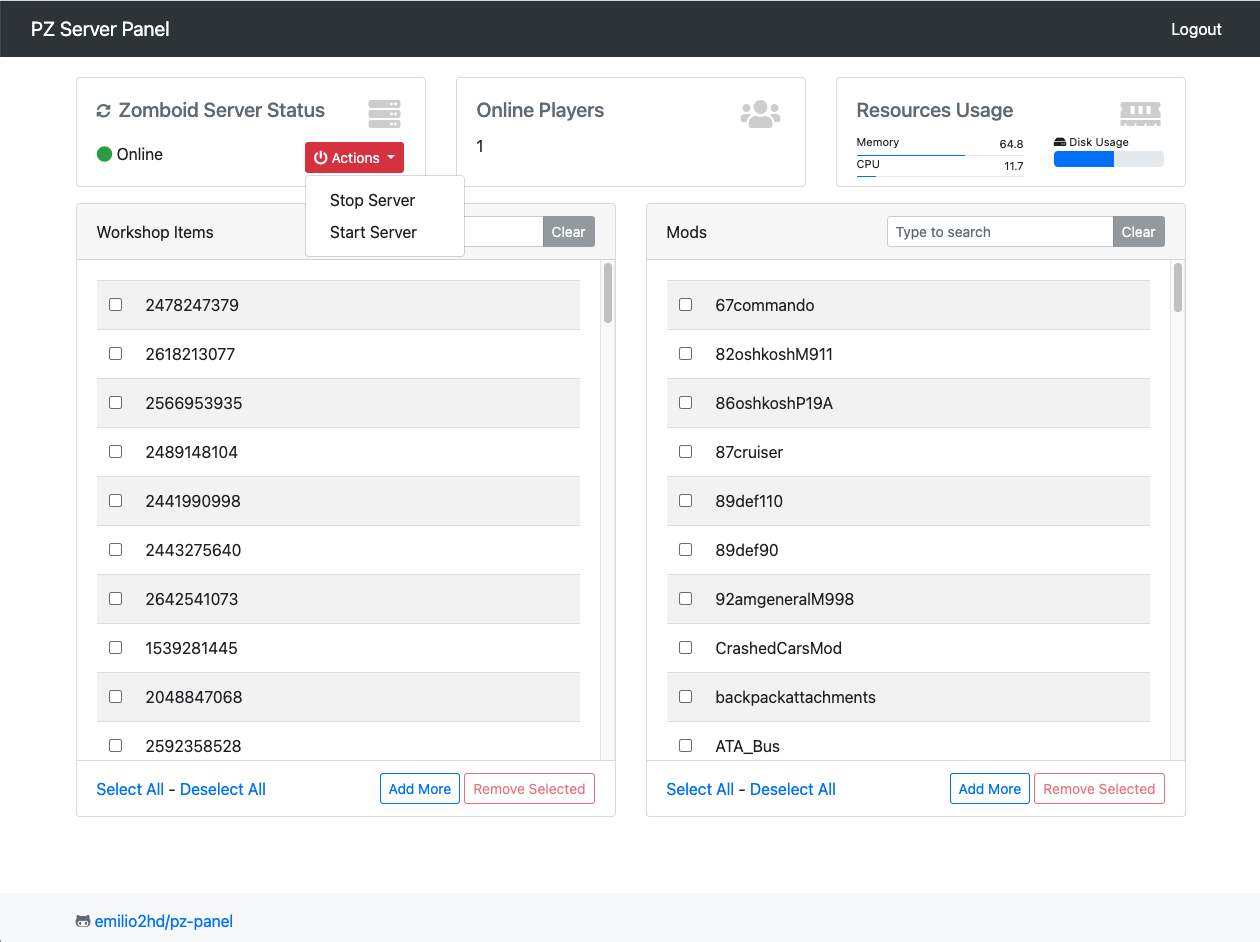 PZ Server Panel
Logout
Zomboid Server Status
Online
Actions
Stop Server
Start Server
Online Players
1
Resources Usage
Memory 64.8
CPU 11.7
Disk Usage
Workshop Items
Clear
2478247379
2618213077
2566953935
2489148104
2441990998
2443275640
2642541073
1539281445
2048847068
2592358528
Select All - Deselect All
Add More
Remove Selected
Mods
Type to search
Clear
67commando
82oshkoshM911
86oshkoshP19A
87cruiser
89def110
89def90
92amgeneralM998
CrashedCarsMod
backpackattachments
ATA_Bus
Select All - Deselect All
Add More
Remove Selected
emilio2hd/pz-panel